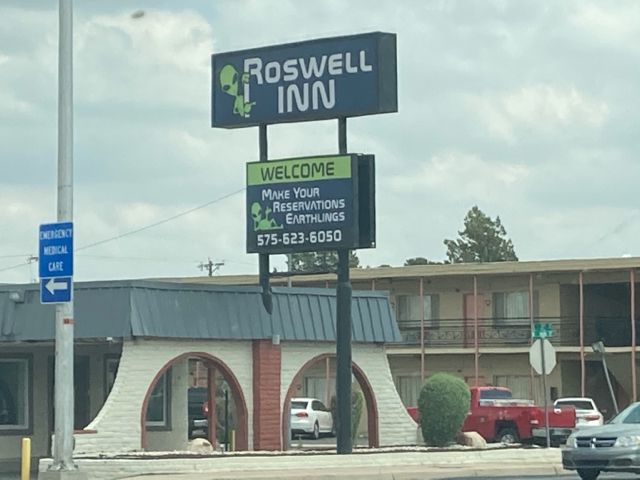 Roswell
Inn
WELCOME
Make Your
Reservations
Earthlings
575-623-6050
EMERGENCY
MEDICAL
CARE